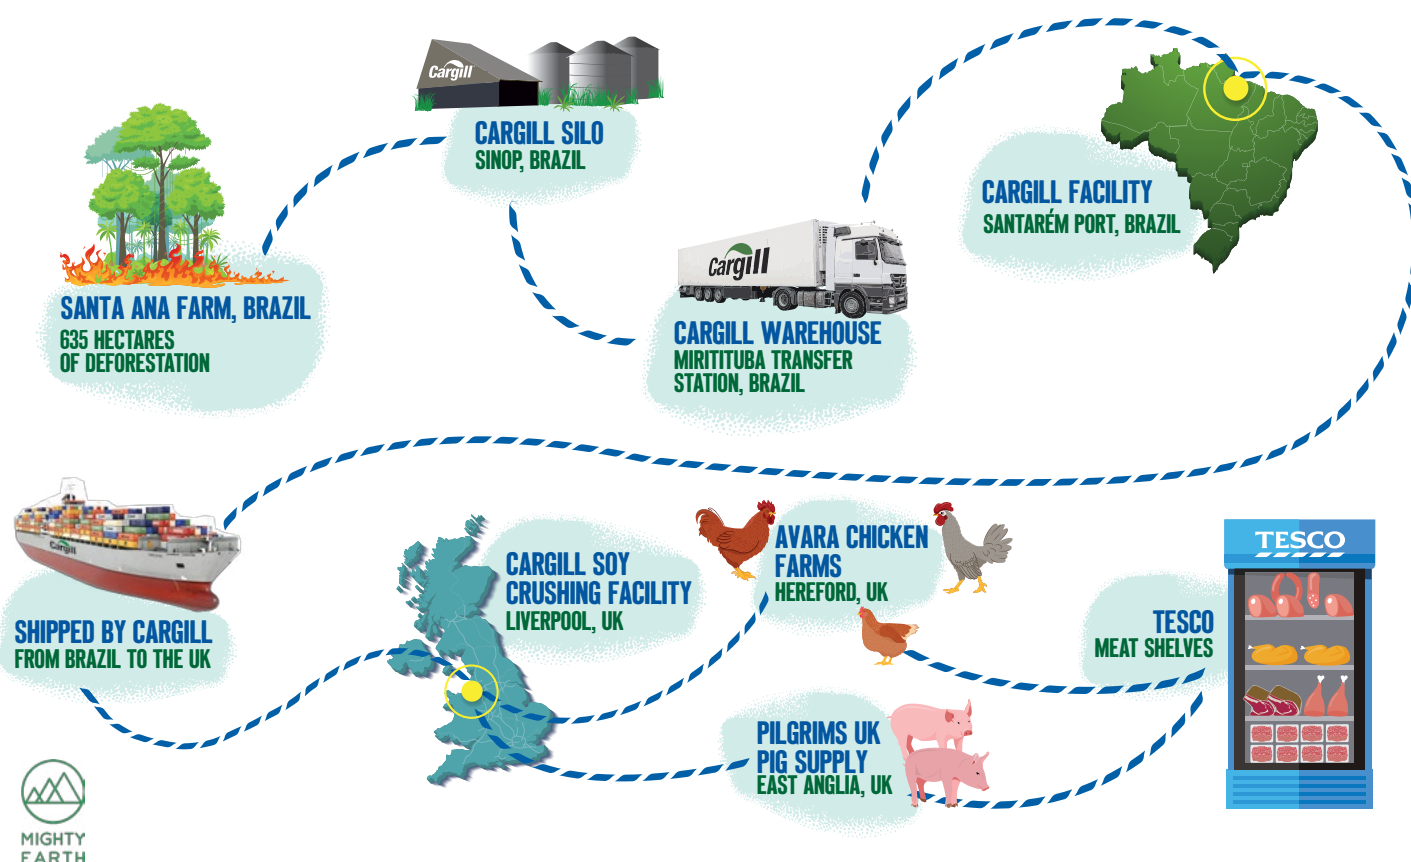 Cargill
CARGILL SILO
SINOP, BRAZIL
SANTA ANA FARM, BRAZIL
635 HECTARES
OF DEFORESTATION
Cargill
CARGILL WAREHOUSE
MIRITITUBA TRANSFER
STATION, BRAZIL
CARGILL FACILITY
SANTARÉM PORT, BRAZIL
Cargill
SHIPPED BY CARGILL
FROM BRAZIL TO THE UK
CARGILL SOY
CRUSHING FACILITY
LIVERPOOL, UK
AVARA CHICKEN
FARMS
HEREFORD, UK
PILGRIMS UK
PIG SUPPLY
EAST ANGLIA, UK
TESCO
MEAT SHELVES
TESCO
MIGHTY
EARTH